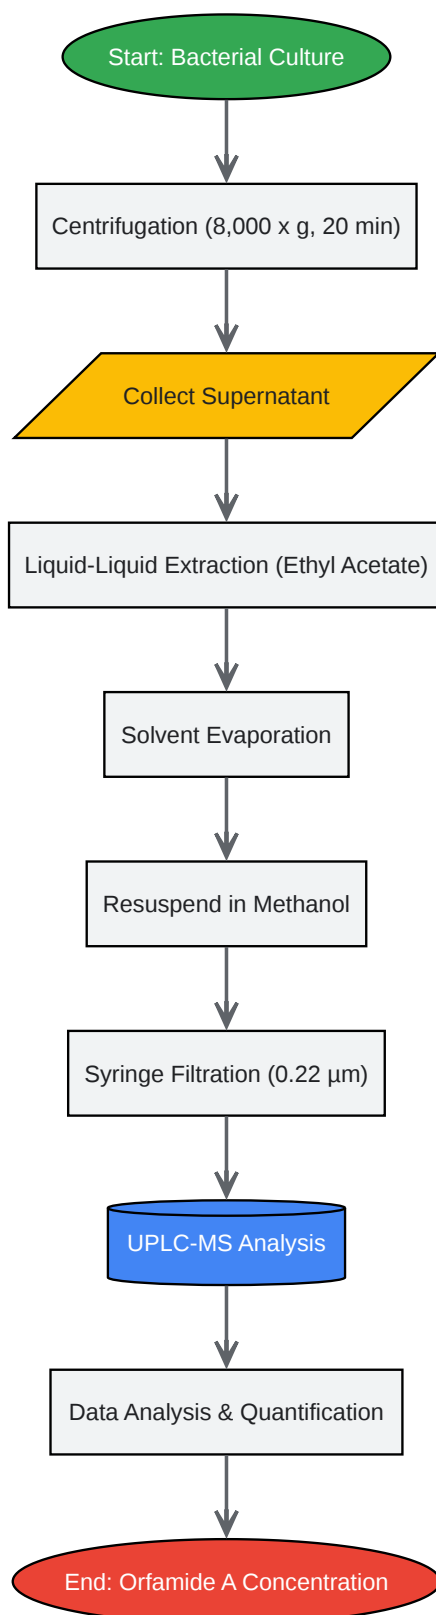 Start: Bacterial Culture
Centrifugation (8,000 x g, 20 min)
Collect Supernatant
Liquid-Liquid Extraction (Ethyl Acetate)
Solvent Evaporation
Resuspend in Methanol
Syringe Filtration (0.22 µm)
UPLC-MS Analysis
Data Analysis & Quantification
End: Orfamide A Concentration